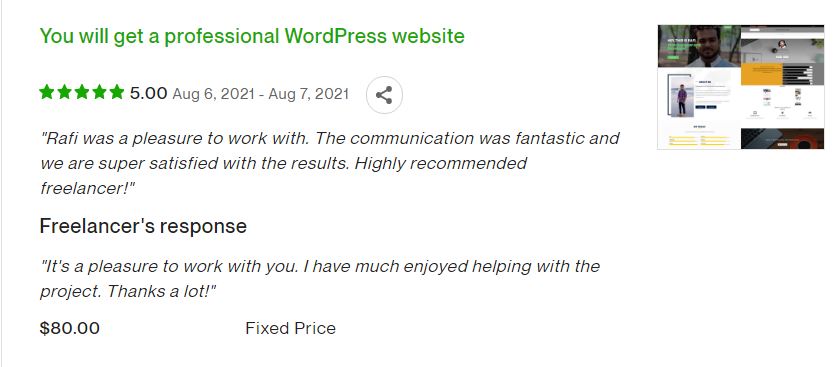 You will get a professional WordPress website
5.00 Aug 6, 2021 - Aug 7, 2021
"Rafi was a pleasure to work with. The communication was fantastic and
we are super satisfied with the results. Highly recommended
freelancer!"
Freelancer's response
"It's a pleasure to work with you. I have much enjoyed helping with the
project. Thanks a lot!"
$80.00 Fixed Price